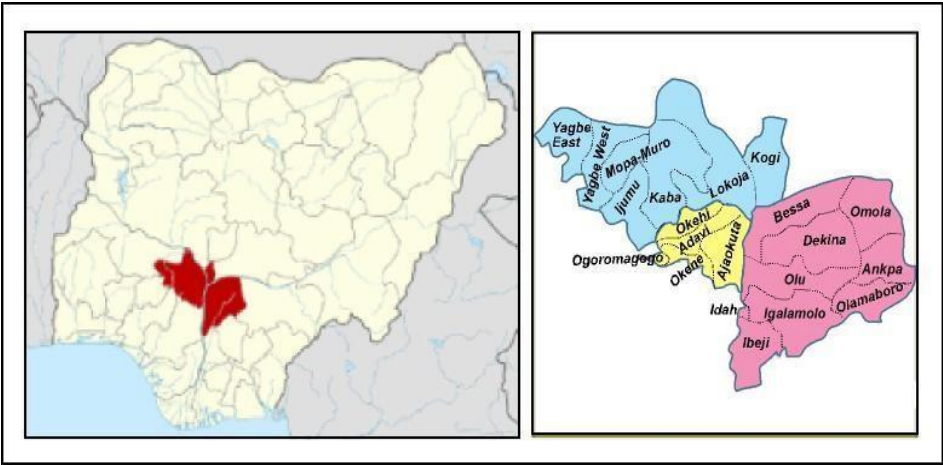 Yagbe
East
Yagbe West
Mopa-Muro
Ijumu
Kaba
Lokoja
Kogi
Okehi
Adavi
Ogoromagogo
Okene
Ajaokuta
Bessa
Omola
Dekina
Olu
Ankpa
Olamaboro
Idah
Igalamolo
Ibeji